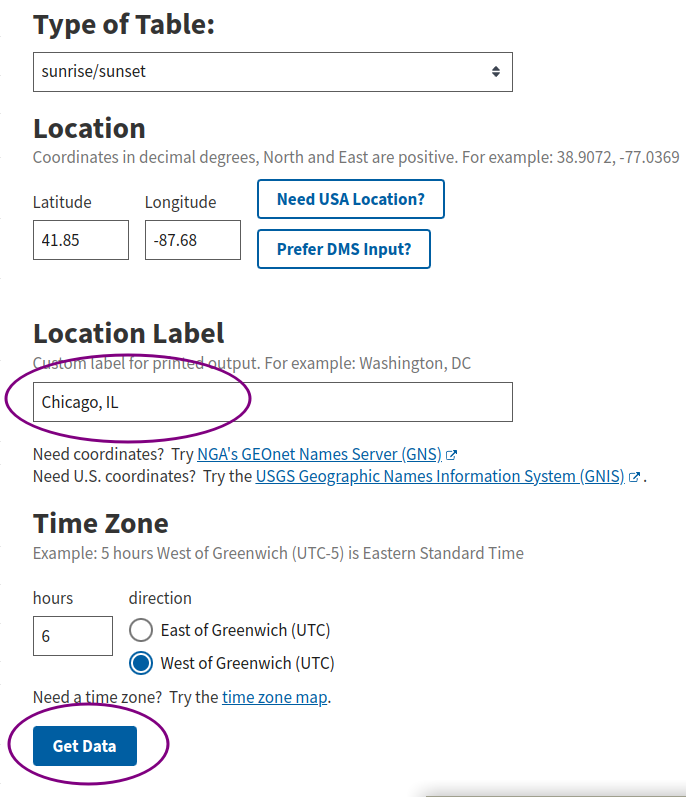 Type of Table:
sunrise/sunset
Location
Coordinates in decimal degrees, North and East are positive. For example: 38.9072, -77.0369
Latitude Longitude Need USA Location?
41.85 -87.68 Prefer DMS Input?
Location Label
Custom label for printed output. For example: Washington, DC
Chicago, IL
Need coordinates? Try NGA's GEOnet Names Server (GNS)
Need U.S. coordinates? Try the USGS Geographic Names Information System (GNIS) .
Time Zone
Example: 5 hours West of Greenwich (UTC-5) is Eastern Standard Time
hours direction
6 East of Greenwich (UTC)
West of Greenwich (UTC)
Need a time zone? Try the time zone map.
Get Data